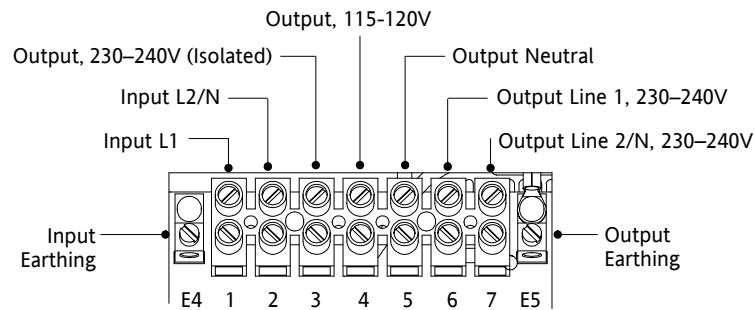 Output, 115-120V
Output, 230–240V (Isolated)
Output Neutral
Input L2/N
Output Line 1, 230–240V
Input L1
Output Line 2/N, 230–240V
Input
Earthing
Output
Earthing
E4 1 2 3 4 5 6 7 E5